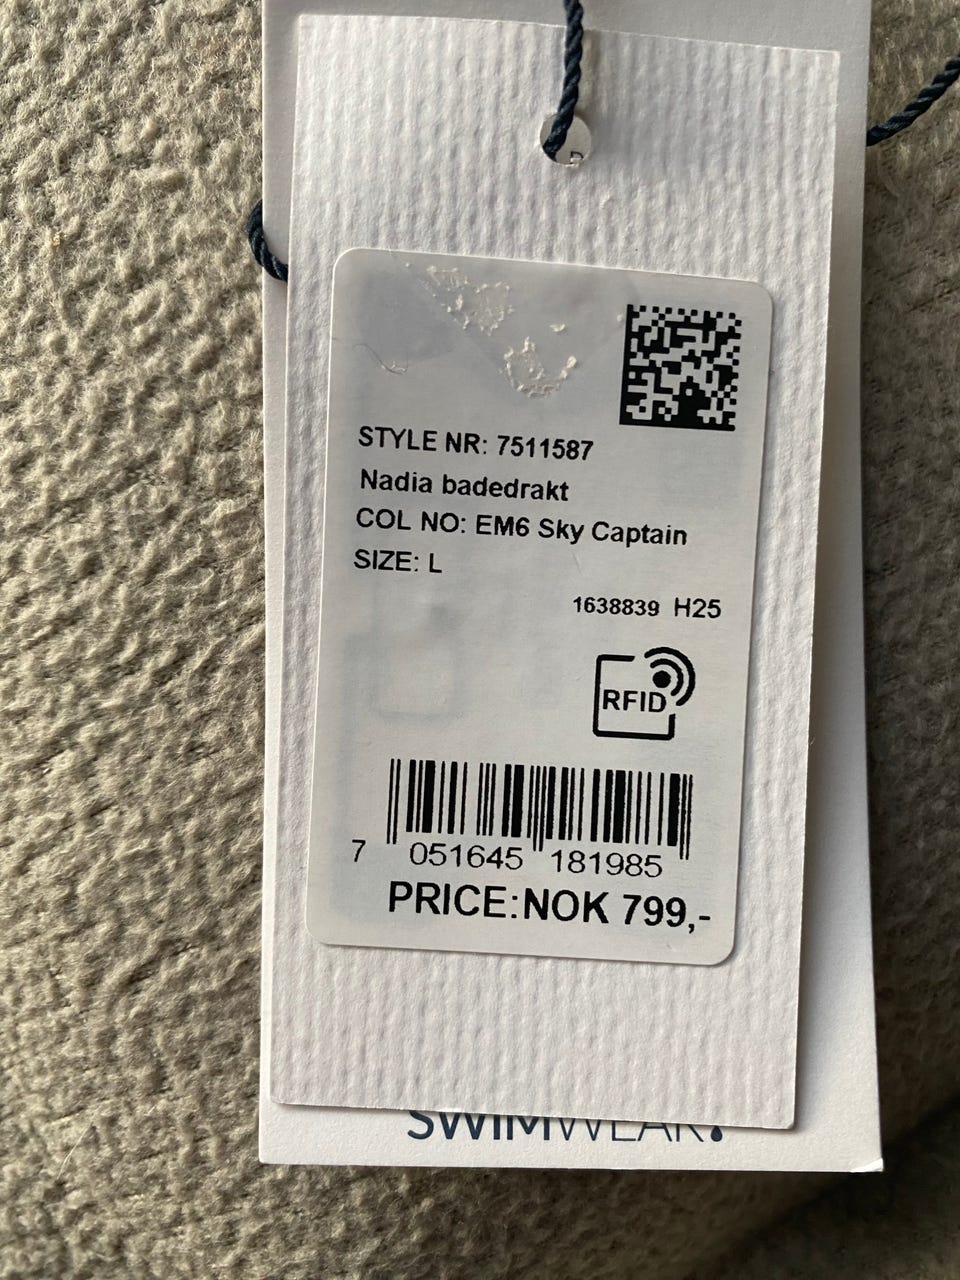 STYLE NR: 7511587
Nadia badedrakt
COL NO: EM6 Sky Captain
SIZE: L
1638839 H25
RFID
7 051645 181985
PRICE:NOK 799,-
SWIMWEAR